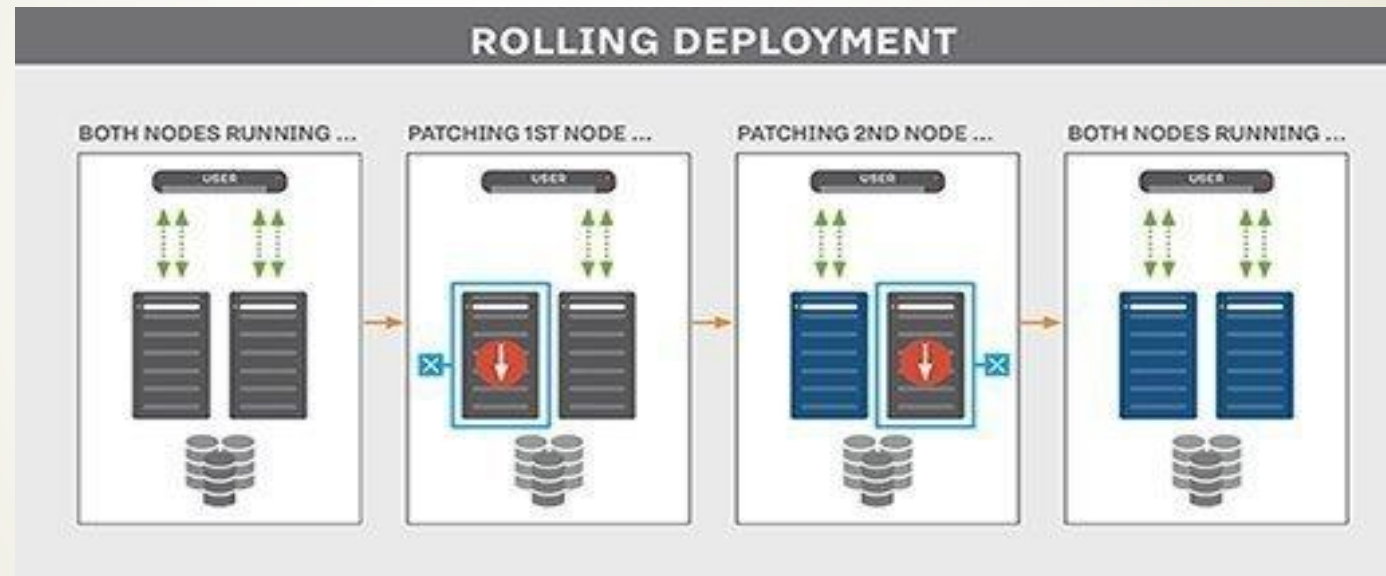 ROLLING DEPLOYMENT
BOTH NODES RUNNING ...
PATCHING 1ST NODE ...
PATCHING 2ND NODE ...
BOTH NODES RUNNING ...
USER
USER
USER
USER